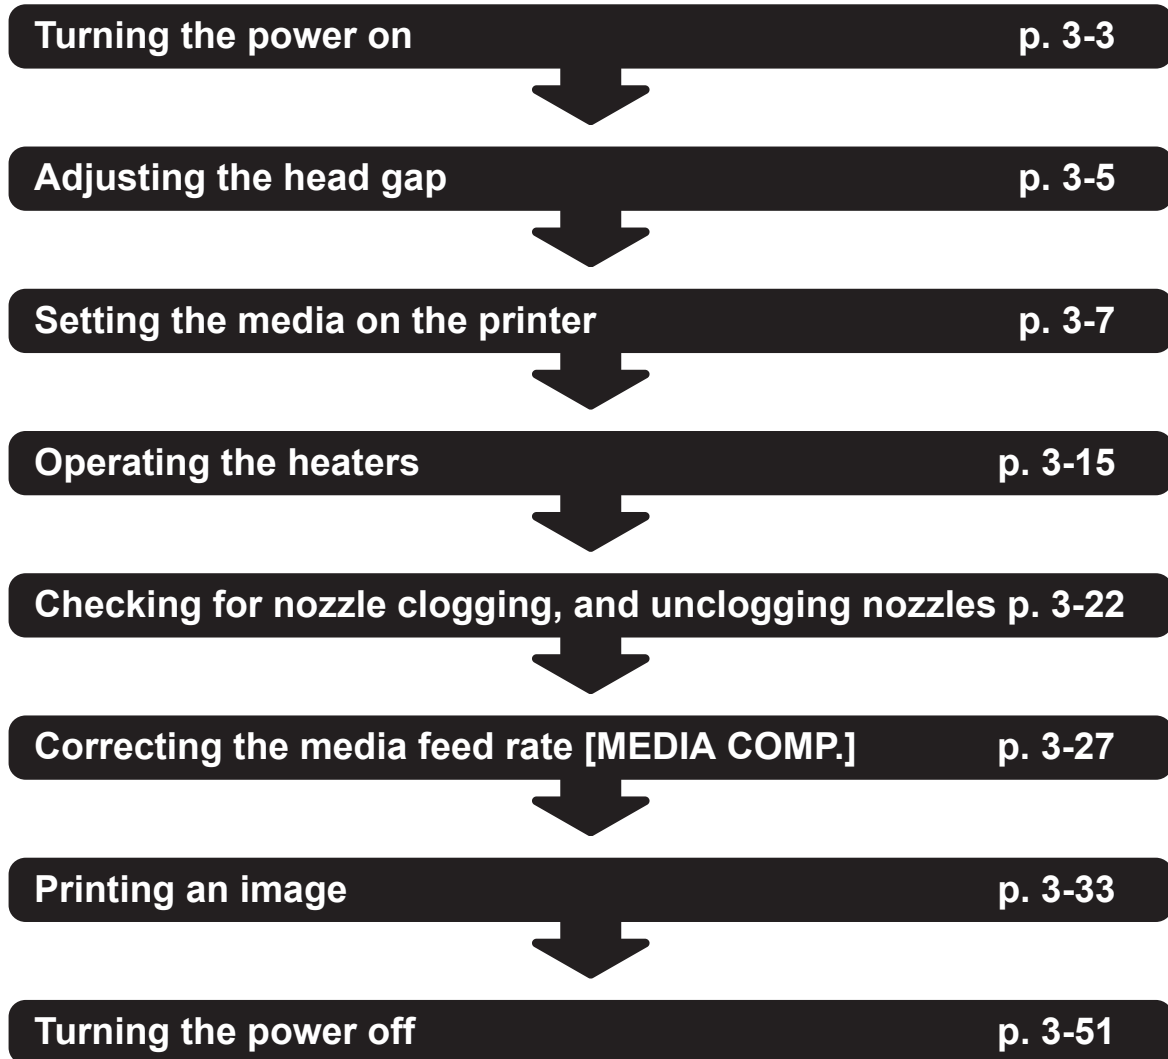 Turning the power on p. 3-3
Adjusting the head gap p. 3-5
Setting the media on the printer p. 3-7
Operating the heaters p. 3-15
Checking for nozzle clogging, and unclogging nozzles p. 3-22
Correcting the media feed rate [MEDIA COMP.] p. 3-27
Printing an image p. 3-33
Turning the power off p. 3-51